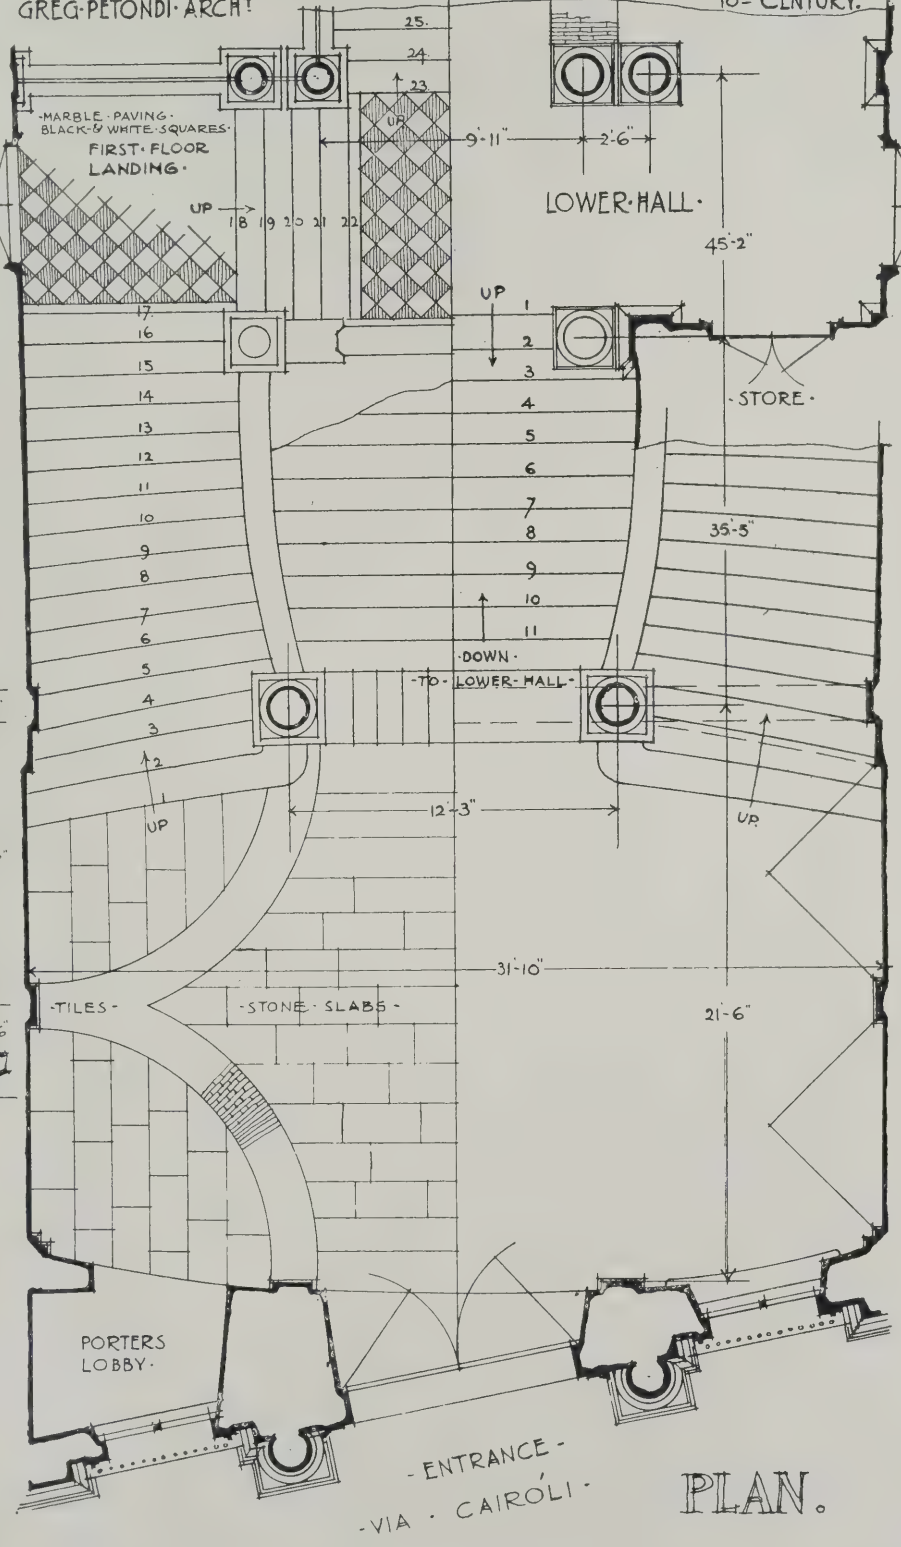 GREG·PETONDI·ARCH!
CENTURY.
25.
24.
23.
UP.
·MARBLE·PAVING·
BLACK·&·WHITE·SQUARES·
FIRST·FLOOR
LANDING·
9'-11"
2'-6"
LOWER·HALL·
UP
18 19 20 21 22
45'-2"
UP
17.
16
15
14
13
12
11
10
9
8
7
6
5
4
3
2
1
UP
1
2
3
4
5
6
7
8
9
10
11
·STORE·
35'-5"
·DOWN·
-TO-LOWER-HALL-
12'-3"
UP.
31'-10"
-TILES-
-STONE·SLABS-
21'-6"
PORTERS
LOBBY·
-ENTRANCE-
-VIA·CAIRÓLI·
PLAN.